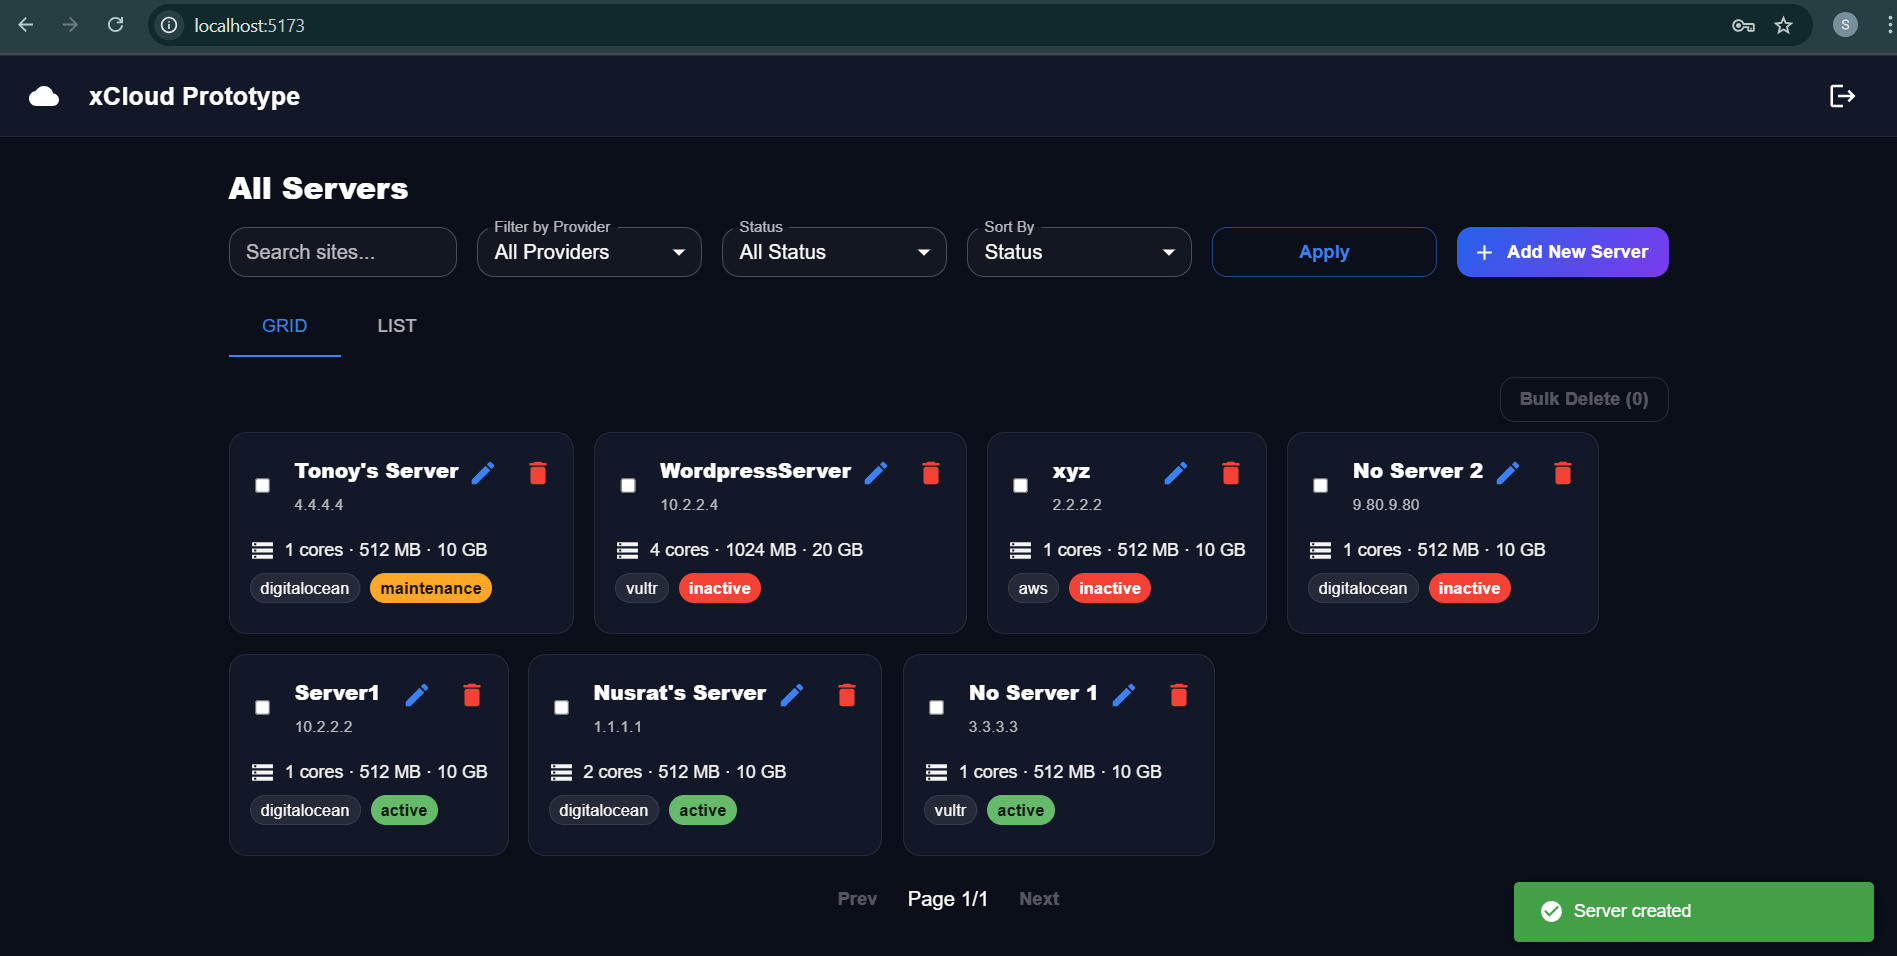 localhost:5173
S
xCloud Prototype
All Servers
Search sites...
Filter by Provider
All Providers
Status
All Status
Sort By
Status
Apply
+ Add New Server
GRID
LIST
Bulk Delete (0)
Tonoy's Server
4.4.4.4
1 cores · 512 MB · 10 GB
digitalocean
maintenance
WordpressServer
10.2.2.4
4 cores · 1024 MB · 20 GB
vultr
inactive
xyz
2.2.2.2
1 cores · 512 MB · 10 GB
aws
inactive
No Server 2
9.80.9.80
1 cores · 512 MB · 10 GB
digitalocean
inactive
Server1
10.2.2.2
1 cores · 512 MB · 10 GB
digitalocean
active
Nusrat's Server
1.1.1.1
2 cores · 512 MB · 10 GB
digitalocean
active
No Server 1
3.3.3.3
1 cores · 512 MB · 10 GB
vultr
active
Prev
Page 1/1
Next
Server created